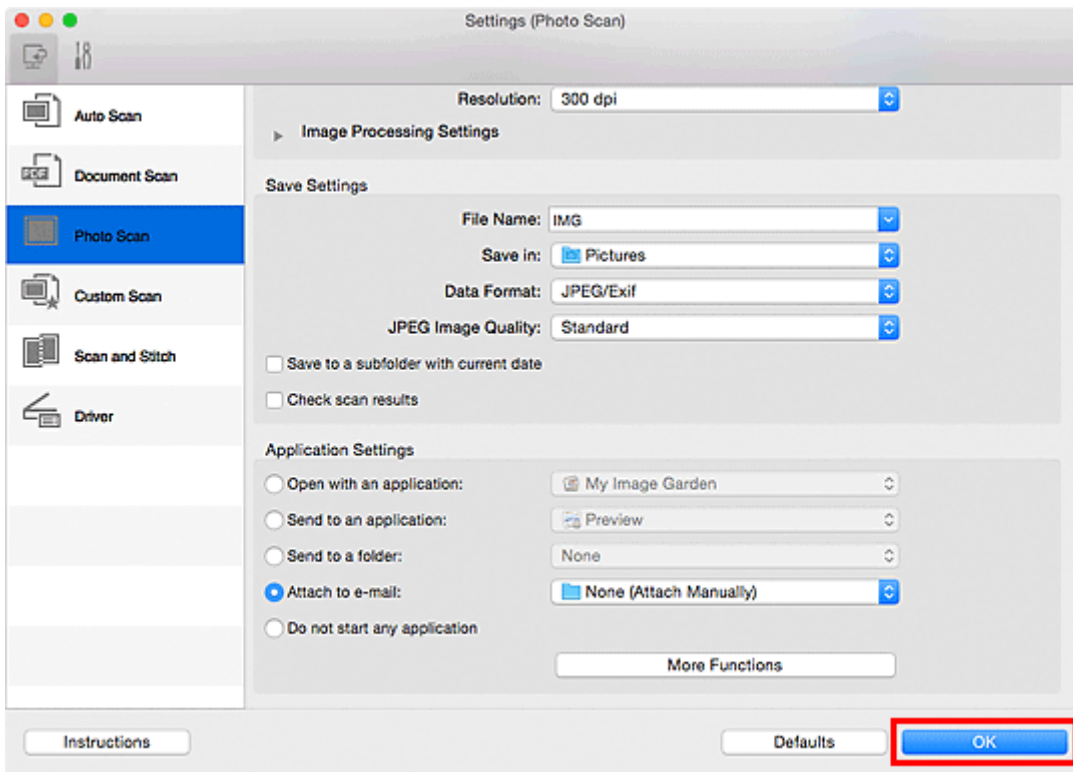 Settings (Photo Scan)
Auto Scan
PDF
Document Scan
Photo Scan
Custom Scan
Scan and Stitch
Driver
Resolution: 300 dpi
Image Processing Settings
Save Settings
File Name: IMG
Save in: Pictures
Data Format: JPEG/Exif
JPEG Image Quality: Standard
Save to a subfolder with current date
Check scan results
Application Settings
Open with an application: My Image Garden
Send to an application: Preview
Send to a folder: None
Attach to e-mail: None (Attach Manually)
Do not start any application
More Functions
Instructions Defaults OK